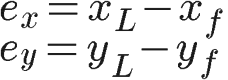 e_x = x_L - x_f
e_y = y_L - y_f